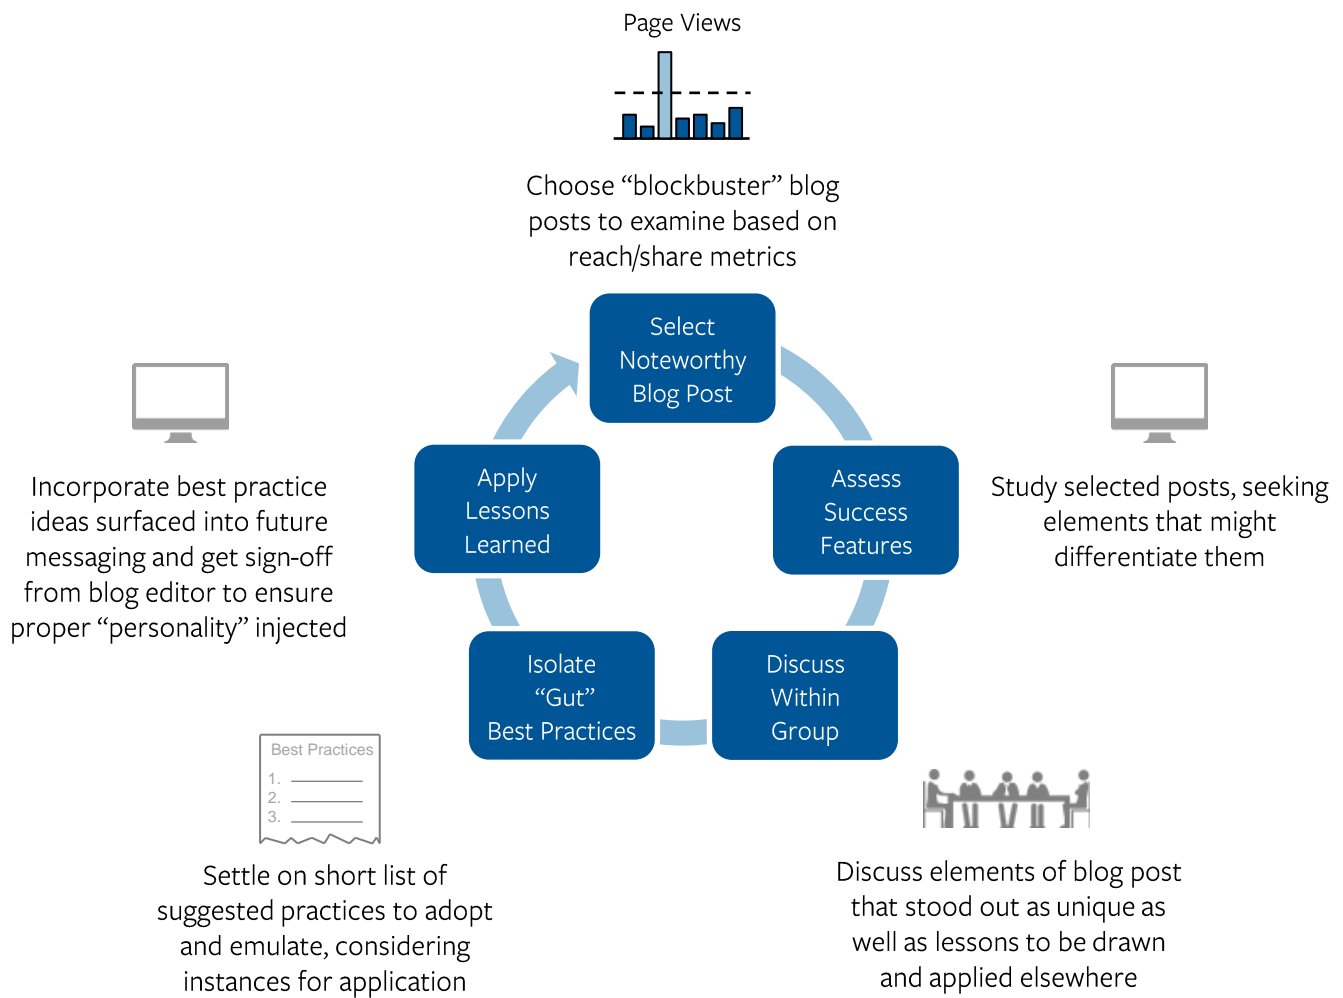 Page Views
Choose “blockbuster” blog
posts to examine based on
reach/share metrics
Select
Noteworthy
Blog Post
Assess
Success
Features
Study selected posts, seeking
elements that might
differentiate them
Discuss
Within
Group
Discuss elements of blog post
that stood out as unique as
well as lessons to be drawn
and applied elsewhere
Isolate
“Gut”
Best Practices
Best Practices
1.
2.
3.
Settle on short list of
suggested practices to adopt
and emulate, considering
instances for application
Apply
Lessons
Learned
Incorporate best practice
ideas surfaced into future
messaging and get sign-off
from blog editor to ensure
proper “personality” injected